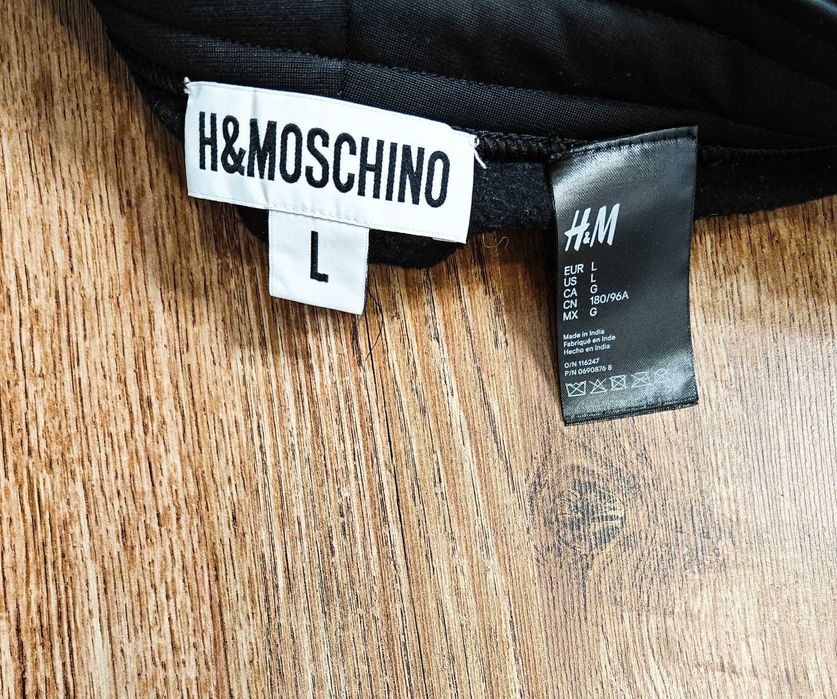 H&MOSCHINO
L
H&M
EUR L
US L
CA G
CN 180/96A
MX G
Made in India
Fabriqué en Inde
Hecho en India
O/N 116247
P/N 0690876 8